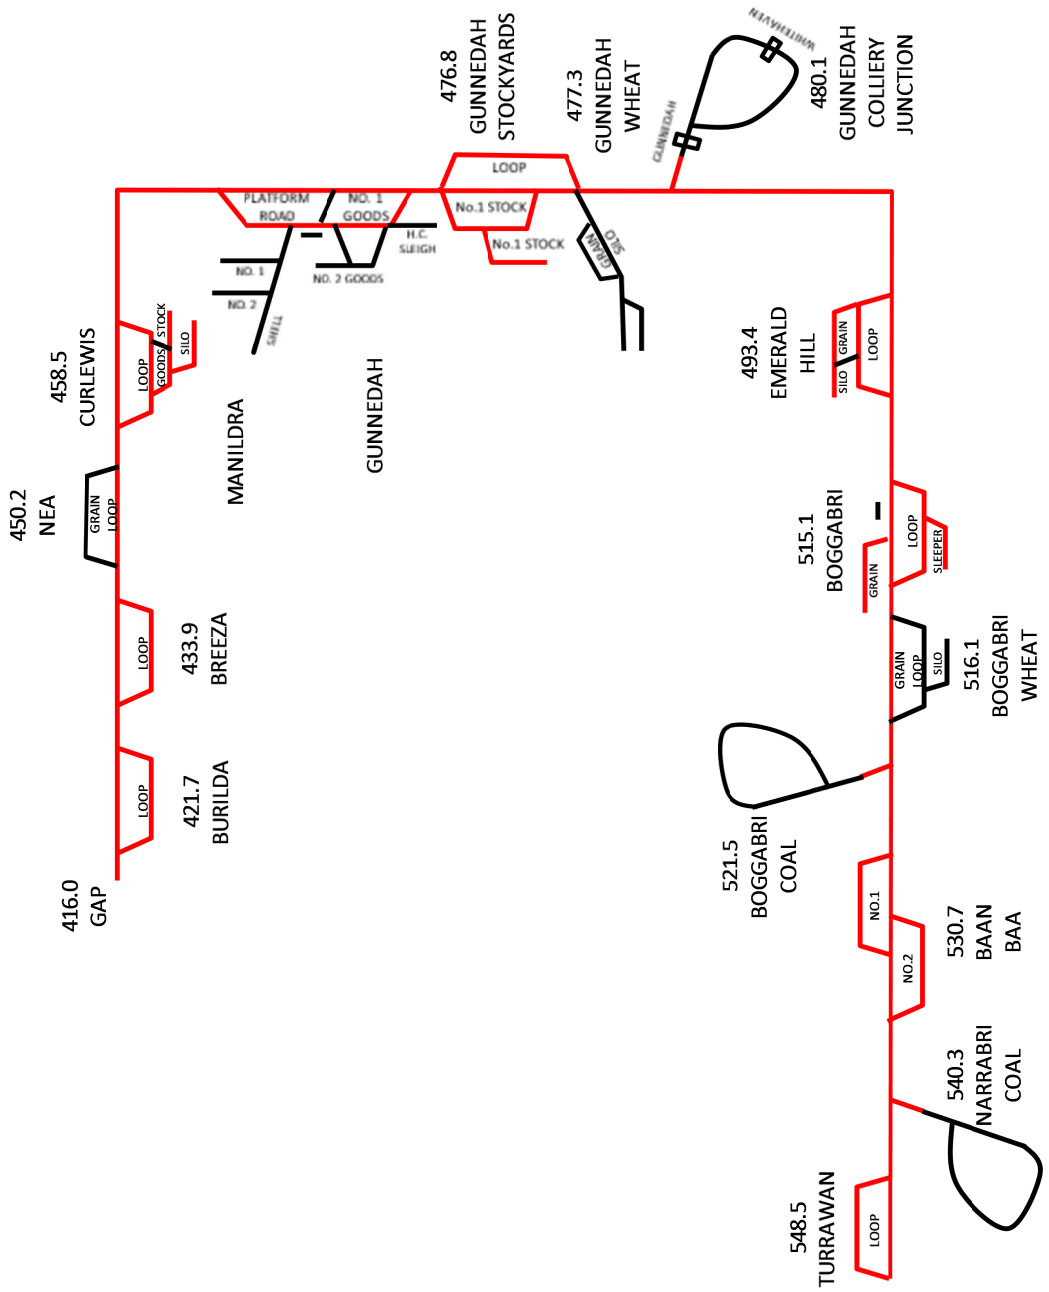 416.0
GAP
LOOP
421.7
BURILDA
LOOP
433.9
BREEZA
450.2
NEA
GRAIN
LOOP
458.5
CURLEWIS
LOOP
GOODS
STOCK
SILO
MANILDRA
GUNNEDAH
PLATFORM
ROAD
NO. 1
GOODS
NO. 1
NO. 2
SHELL
NO. 2 GOODS
H.C.
SLEIGH
476.8
GUNNEDAH
STOCKYARDS
LOOP
No.1 STOCK
No.1 STOCK
477.3
GUNNEDAH
WHEAT
GRAIN
SILO
GUNNEDAH
WHITEHAVEN
480.1
GUNNEDAH
COLLIERY
JUNCTION
493.4
EMERALD
HILL
SILO
GRAIN
LOOP
515.1
BOGGABRI
GRAIN
LOOP
SLEEPER
516.1
BOGGABRI
WHEAT
GRAIN
LOOP
SILO
521.5
BOGGABRI
COAL
NO.1
NO.2
530.7
BAAN
BAA
540.3
NARRABRI
COAL
548.5
TURRAWAN
LOOP